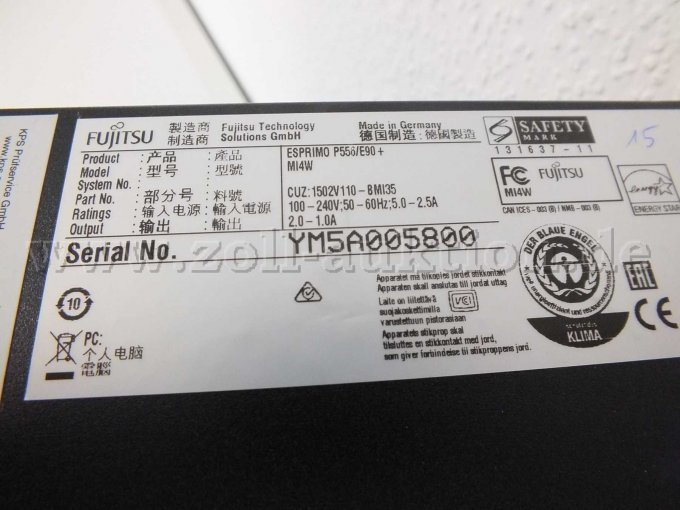 FUJITSU
製造商 Fujitsu Technology
制造商 Solutions GmbH
Made in Germany
德国制造 : 德國製造
SAFETY
MARK
131637-11
15
Product : 产品 : 產品 ESPRIMO P556/E90+
Model : 型号 : 型號 MI4W
System No. :
Part No. : 部分号 : 料號 CUZ:1502V110-BMI35
Ratings : 输入电源 : 輸入電源 : 100-240V;50-60Hz;5.0-2.5A
Output : 输出 : 輸出 : 2.0-1.0A
Serial No. YM5A005800
FC FUJITSU
MI4W
CAN ICES-003 (B) / NMB-003 (B)
ENERGY STAR
www.zoll-auktion.de
Apparatet må tilkoples jordet stikkontakt
Apparaten skall anslutas till jordat uttag
Laite on liitettävä
suojakoskettimilla
varustettuun pistorasiaan
Apparatets stikprop skal
tilsluttes en stikkontakt med jord,
som giver forbindelse til stikproppens jord.
VCI
DER BLAUE ENGEL
KLIMA
EAC
CE
10
PC:
个人电脑
電腦
KPS Prüfservice GmbH